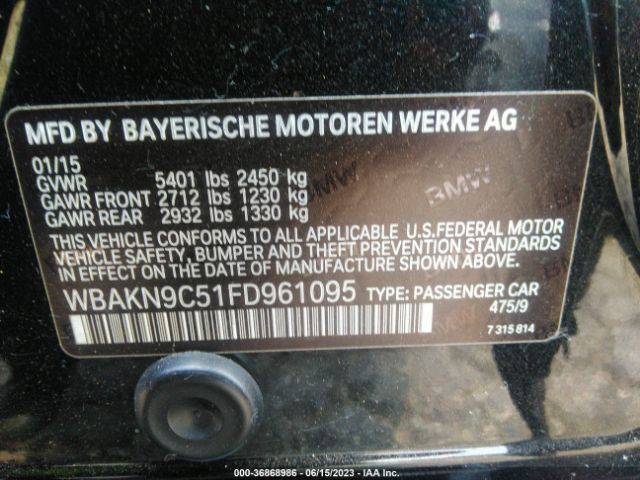 MFD BY BAYERISCHE MOTOREN WERKE AG
01/15
GVWR 5401 lbs 2450 kg
GAWR FRONT 2712 lbs 1230 kg
GAWR REAR 2932 lbs 1330 kg
BMW BMW
THIS VEHICLE CONFORMS TO ALL APPLICABLE U.S.FEDERAL MOTOR
VEHICLE SAFETY, BUMPER AND THEFT PREVENTION STANDARDS
IN EFFECT ON THE DATE OF MANUFACTURE SHOWN ABOVE.
WBAKN9C51FD961095 TYPE: PASSENGER CAR
475/9
7 315 814
000-36868986 - 06/15/2023 - IAA Inc.